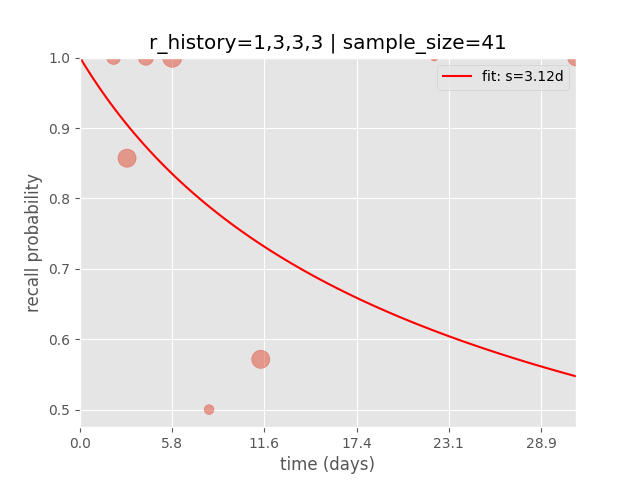 r_history=1,3,3,3 | sample_size=41
fit: s=3.12d
recall probability
1.0
0.9
0.8
0.7
0.6
0.5
0.0 5.8 11.6 17.4 23.1 28.9
time (days)